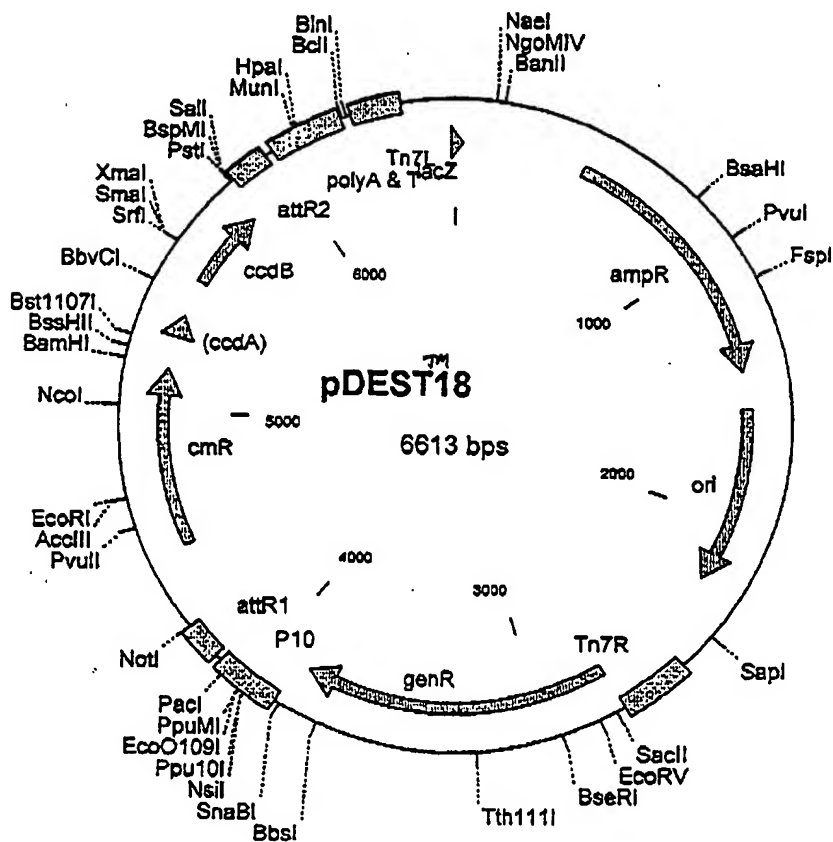 BlnI
BclI
NaeI
NgoMIV
BanII
HpaI
MunI
SalI
BspMI
PstI
Tn7L
lacZ
polyA & T
BsaHI
XmaI
SmaI
SrfI
attR2
PvuI
FspI
BbvCI
ccdB
6000
ampR
1000
Bst1107I
BssHII
BamHI
(ccdA)
TM
pDEST18
NcoI
5000
cmR
6613 bps
2000
ori
EcoRI
AccIII
PvuII
4000
3000
attR1
P10
Tn7R
NotI
genR
SapI
PacI
PpuMI
EcoO109I
Ppu10I
NsiI
SnaBI
BbsI
SacII
EcoRV
BseRI
Tth111I